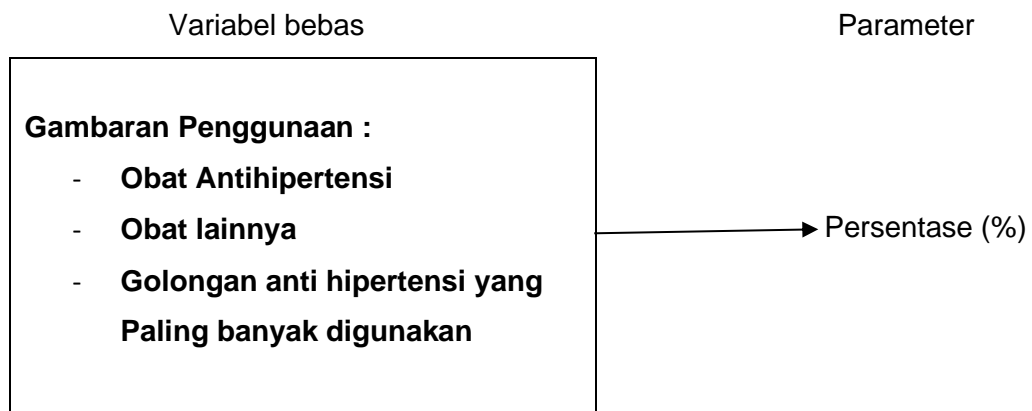 Variabel bebas Parameter
Gambaran Penggunaan :
- Obat Antihipertensi
- Obat lainnya
- Golongan anti hipertensi yang
Paling banyak digunakan
Persentase (%)